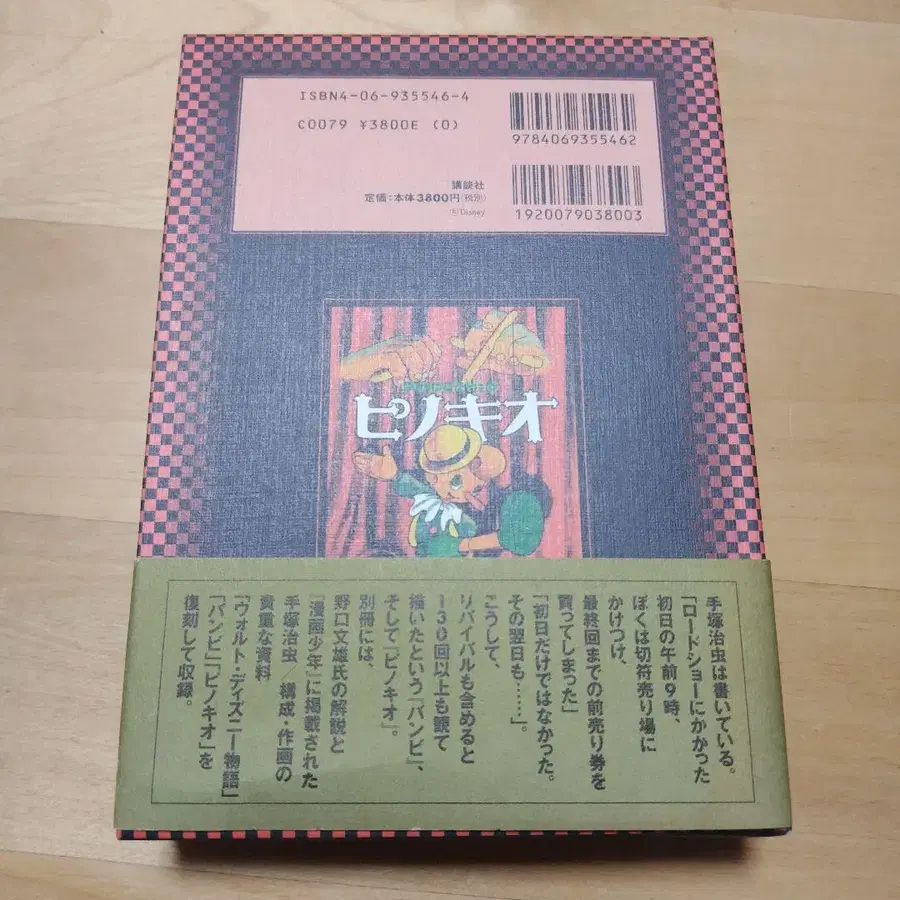 ISBN4-06-935546-4
C0079 ¥3800E (0)
9784069355462
講談社
定価:本体3800円(税別)
©Disney
1920079038003
ピノキオ
手塚治虫は書いている。
「ロードショーにかかった
初日の午前9時、
ぼくは切符売り場に
かけつけ、
最終回までの前売り券を
買ってしまった」
「初日だけではなかった。
その翌日も……」。
こうして、
リバイバルも含めると
130回以上も観て
描いたという『バンビ』、
そして『ピノキオ』。
別冊には、
野口文雄氏の解説と
『漫画少年』に掲載された
手塚治虫/構成・作画の
貴重な資料
「ウォルト・ディズニー物語」
「バンビ」「ピノキオ」を
復刻して収録。